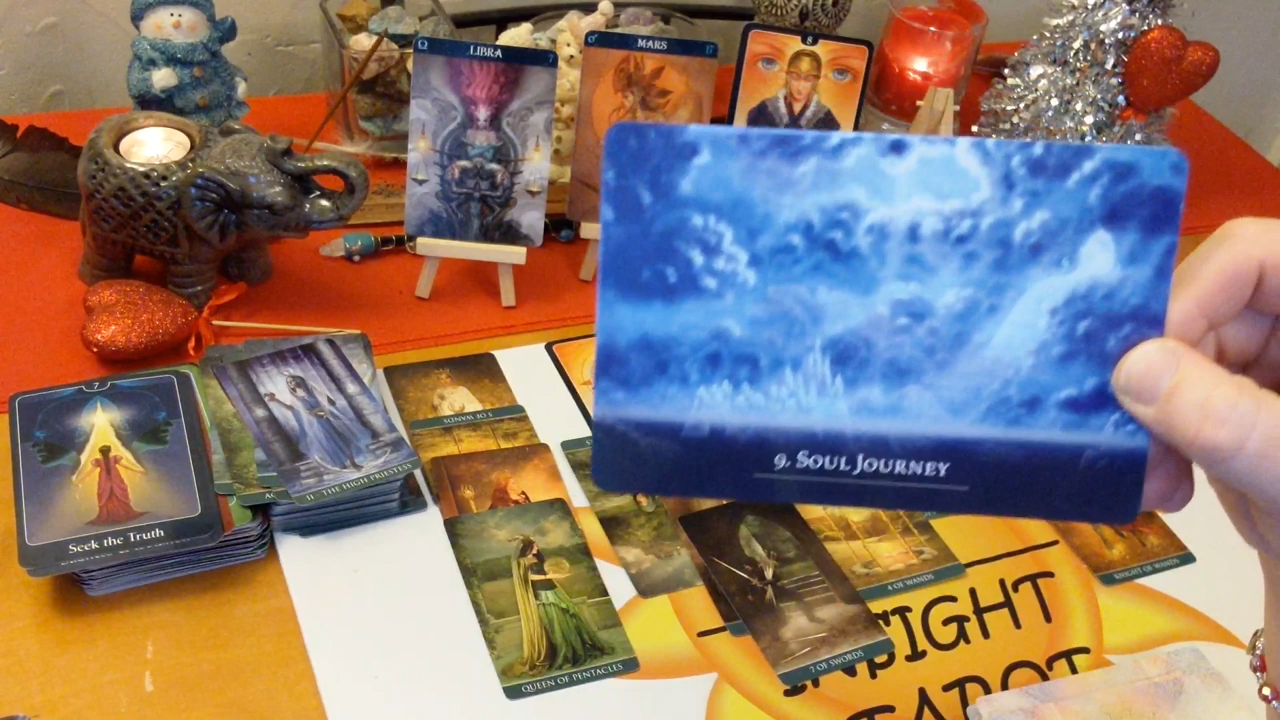 LIBRA
7
MARS
17
8
9. SOUL JOURNEY
7
Seek the Truth
II - THE HIGH PRIESTESS
5 OF WANDS
QUEEN OF PENTACLES
7 OF SWORDS
4 OF WANDS
KNIGHT OF WANDS
INSIGHT
TAROT